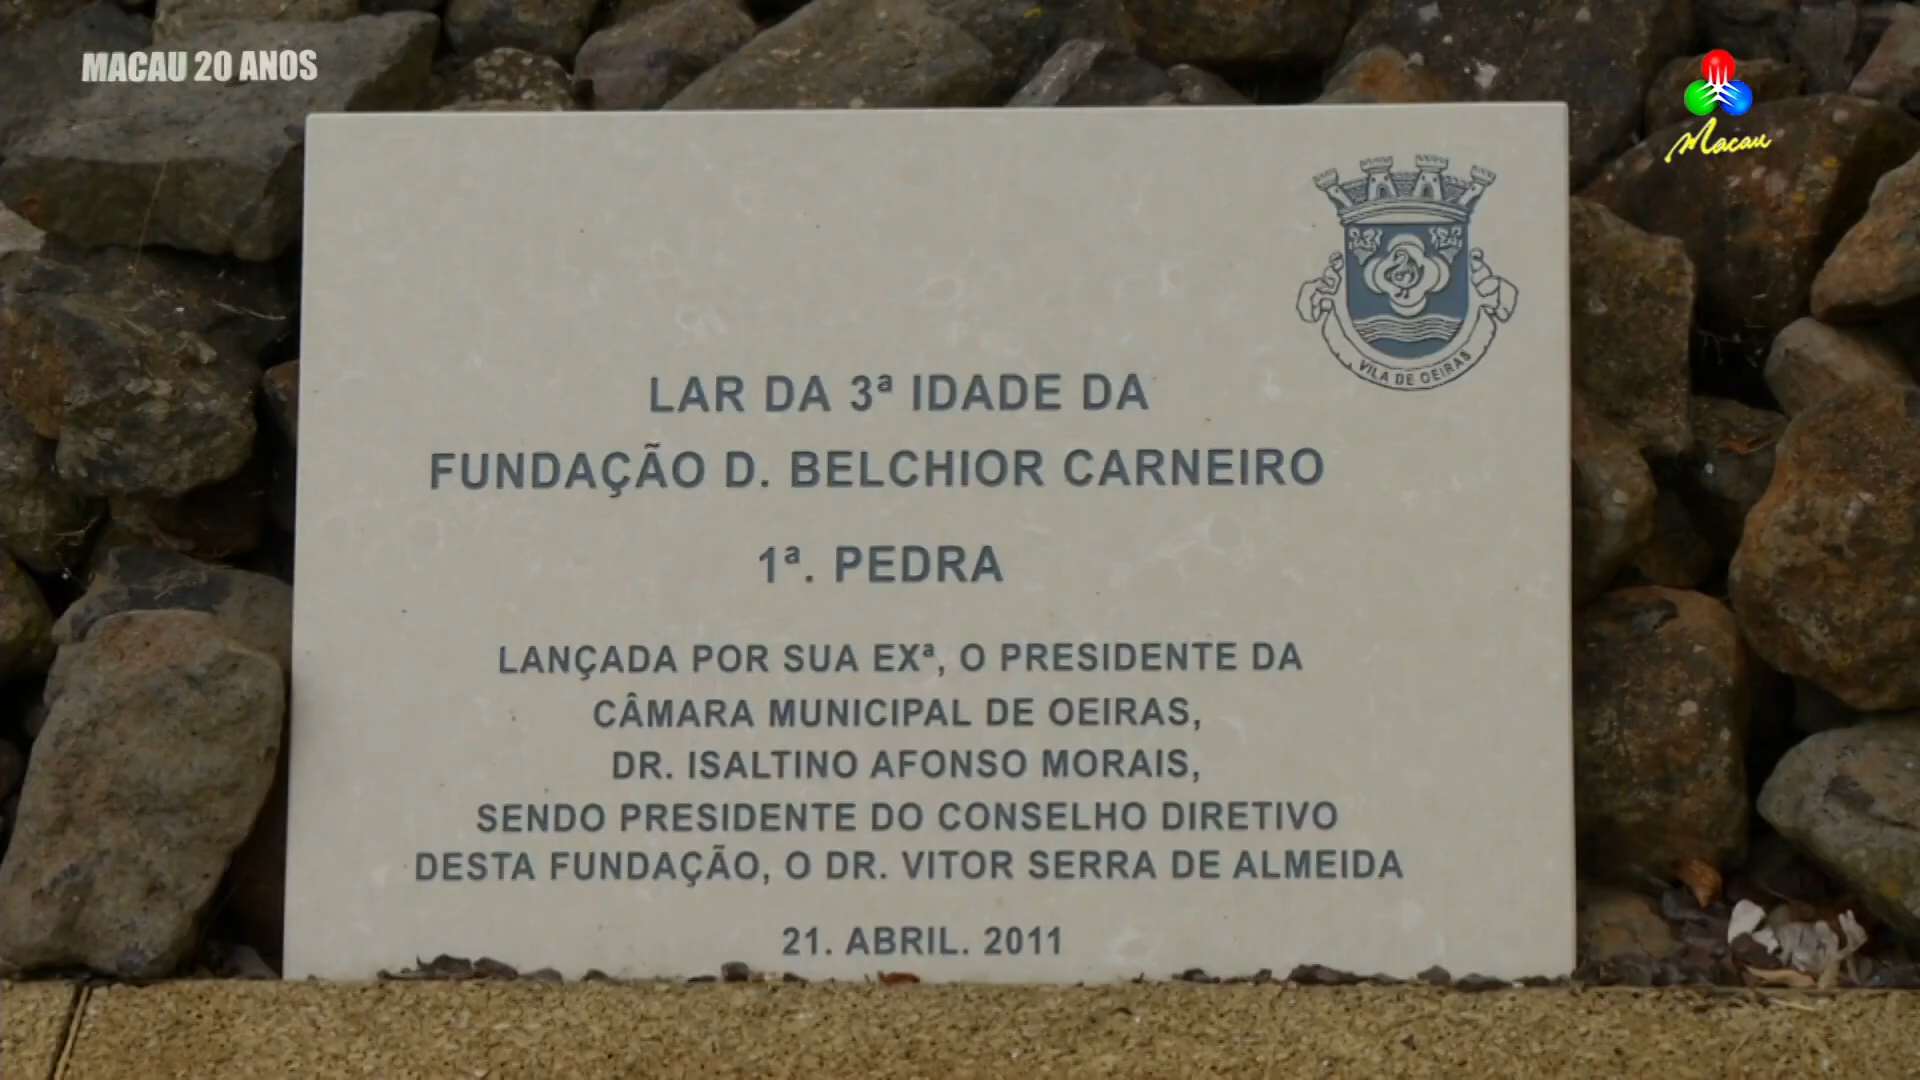 MACAU 20 ANOS
Macau
VILA DE OEIRAS
LAR DA 3ª IDADE DA
FUNDAÇÃO D. BELCHIOR CARNEIRO
1ª. PEDRA
LANÇADA POR SUA EXª, O PRESIDENTE DA
CÂMARA MUNICIPAL DE OEIRAS,
DR. ISALTINO AFONSO MORAIS,
SENDO PRESIDENTE DO CONSELHO DIRETIVO
DESTA FUNDAÇÃO, O DR. VITOR SERRA DE ALMEIDA
21. ABRIL. 2011